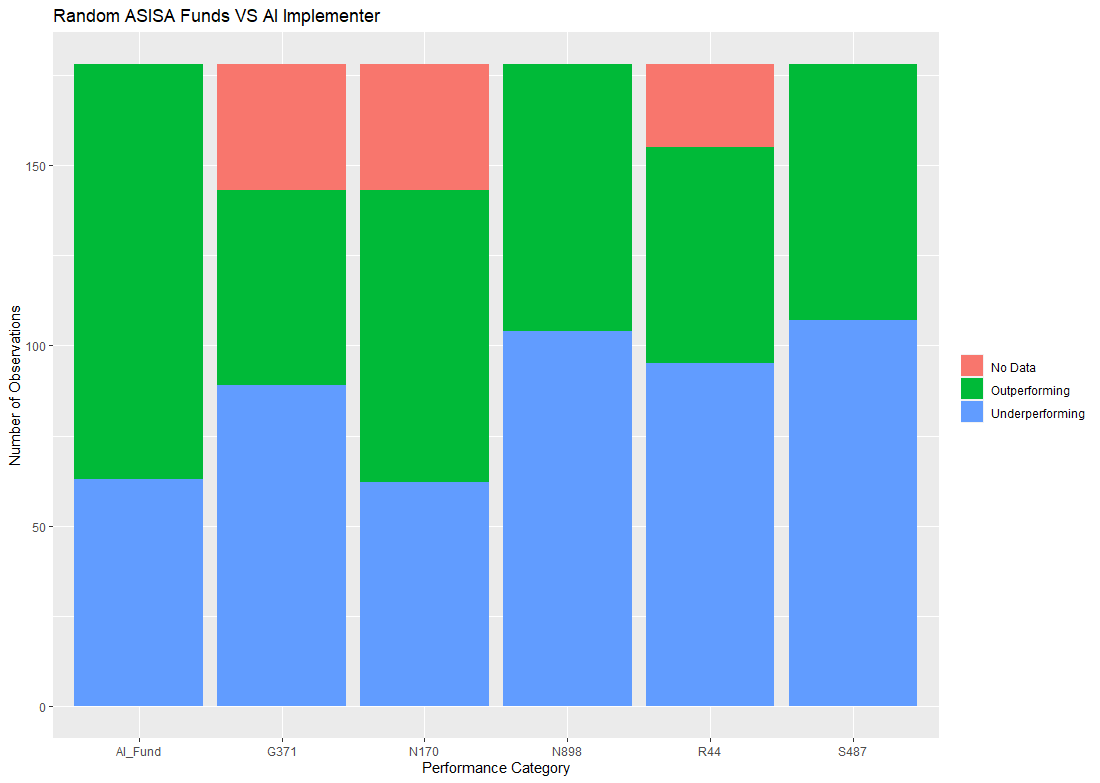 Random ASISA Funds VS AI Implementer
Number of Observations
150
100
50
0
AI_Fund
G371
N170
N898
R44
S487
Performance Category
No Data
Outperforming
Underperforming